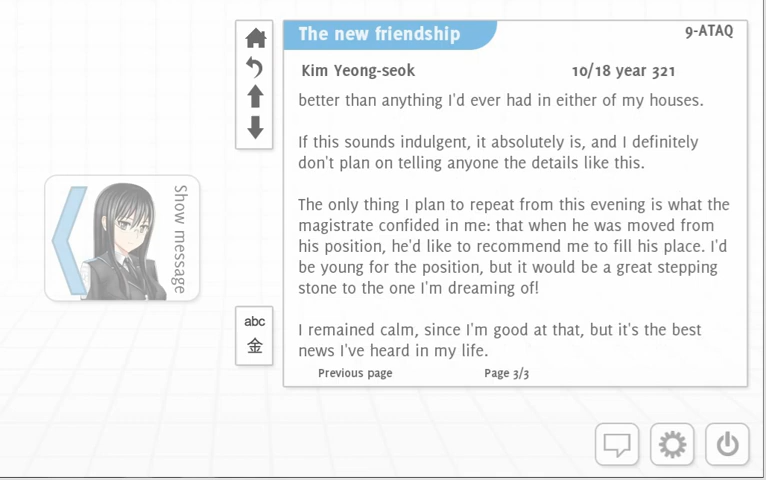 The new friendship
9-ATAQ
Kim Yeong-seok 10/18 year 321
better than anything I'd ever had in either of my houses.
If this sounds indulgent, it absolutely is, and I definitely
don't plan on telling anyone the details like this.
The only thing I plan to repeat from this evening is what the
magistrate confided in me: that when he was moved from
his position, he'd like to recommend me to fill his place. I'd
be young for the position, but it would be a great stepping
stone to the one I'm dreaming of!
I remained calm, since I'm good at that, but it's the best
news I've heard in my life.
Previous page Page 3/3
Show message
abc
金